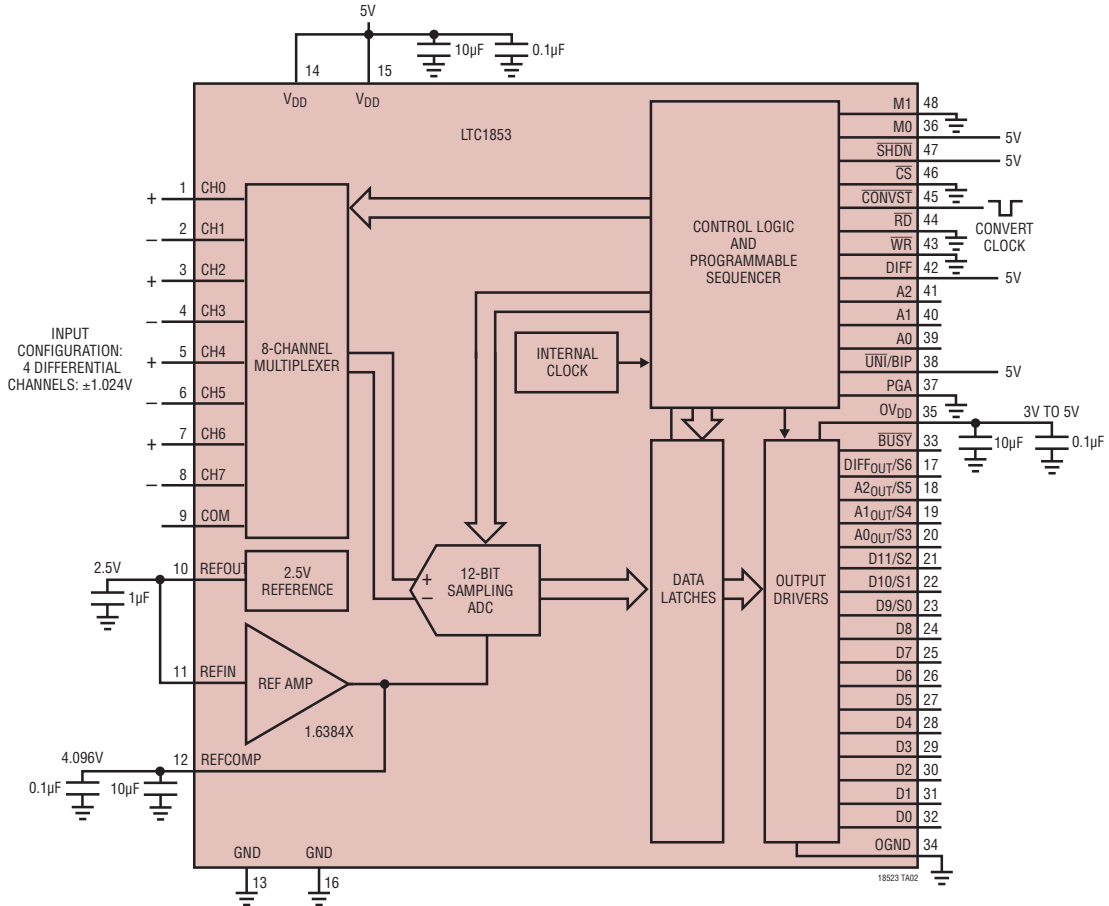 5V
10µF
0.1µF
14
15
VDD
VDD
LTC1853
INPUT
CONFIGURATION:
4 DIFFERENTIAL
CHANNELS: ±1.024V
+ 1 CH0
– 2 CH1
+ 3 CH2
– 4 CH3
+ 5 CH4
– 6 CH5
+ 7 CH6
– 8 CH7
9 COM
8-CHANNEL
MULTIPLEXER
2.5V
10 REFOUT
1µF
2.5V
REFERENCE
11 REFIN
REF AMP
1.6384X
4.096V
12 REFCOMP
0.1µF
10µF
GND
GND
13
16
+
–
12-BIT
SAMPLING
ADC
INTERNAL
CLOCK
CONTROL LOGIC
AND
PROGRAMMABLE
SEQUENCER
DATA
LATCHES
OUTPUT
DRIVERS
M1 48
M0 36 5V
SHDN 47 5V
CS 46
CONVST 45
CONVERT
CLOCK
RD 44
WR 43
DIFF 42 5V
A2 41
A1 40
A0 39
UNI/BIP 38 5V
PGA 37
OVDD 35 3V TO 5V
10µF
0.1µF
BUSY 33
DIFFOUT/S6 17
A2OUT/S5 18
A1OUT/S4 19
A0OUT/S3 20
D11/S2 21
D10/S1 22
D9/S0 23
D8 24
D7 25
D6 26
D5 27
D4 28
D3 29
D2 30
D1 31
D0 32
OGND 34
18523 TA02